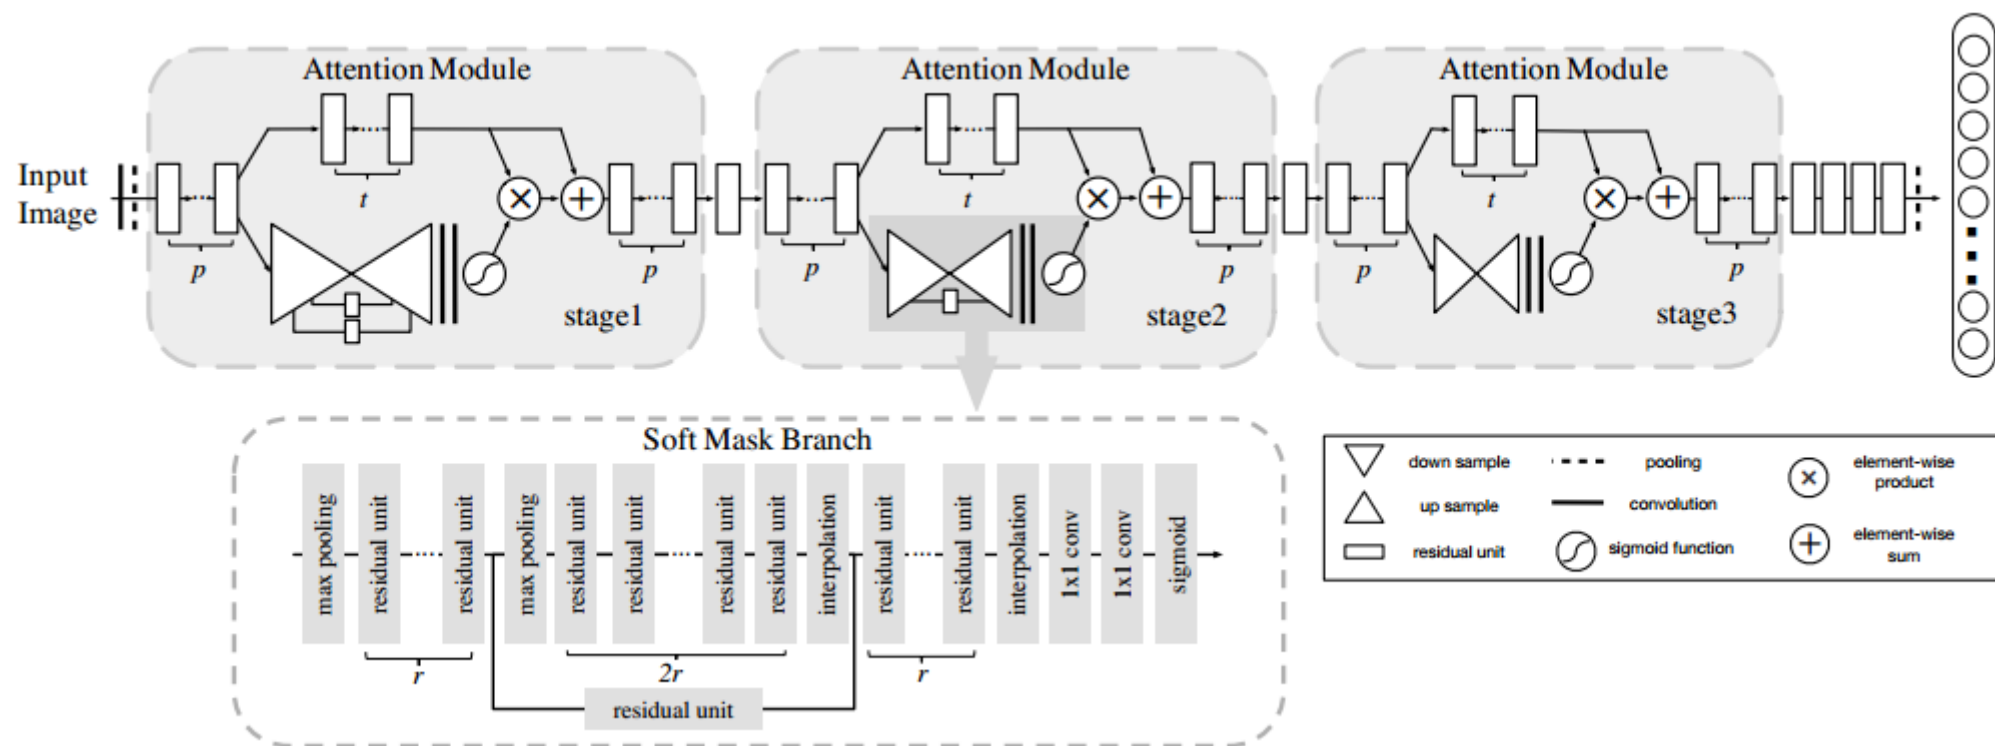 Attention Module
Attention Module
Attention Module
Input
Image
t
t
t
p
p
p
p
p
p
stage1
stage2
stage3
Soft Mask Branch
max pooling
residual unit
residual unit
max pooling
residual unit
residual unit
residual unit
residual unit
interpolation
residual unit
residual unit
interpolation
1x1 conv
1x1 conv
sigmoid
r
2r
r
residual unit
down sample
pooling
element-wise
product
up sample
convolution
residual unit
sigmoid function
element-wise
sum